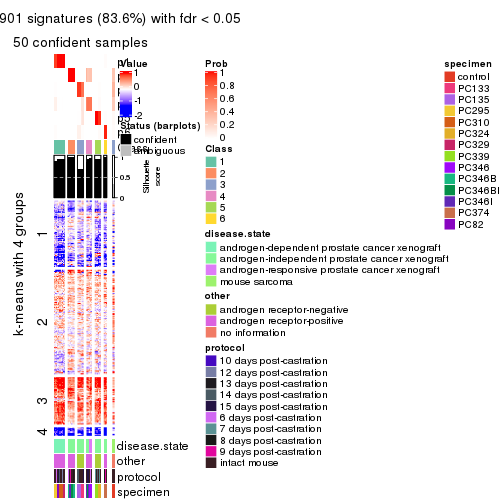 901 signatures (83.6%) with fdr < 0.05
50 confident samples
k-means with 4 groups
1
2
3
4
Value
1
0
-1
-2
Status (barplots)
confident
ambiguous
1
0.5
0
Silhouette
score
disease.state
other
protocol
specimen
Prob
1
0.8
0.6
0.4
0.2
0
Class
1
2
3
4
5
6
disease.state
androgen-dependent prostate cancer xenograft
androgen-independent prostate cancer xenograft
androgen-responsive prostate cancer xenograft
mouse sarcoma
other
androgen receptor-negative
androgen receptor-positive
no information
protocol
10 days post-castration
12 days post-castration
13 days post-castration
14 days post-castration
15 days post-castration
6 days post-castration
7 days post-castration
8 days post-castration
9 days post-castration
intact mouse
specimen
control
PC133
PC135
PC295
PC310
PC324
PC329
PC339
PC346
PC346B
PC346BI
PC346I
PC374
PC82